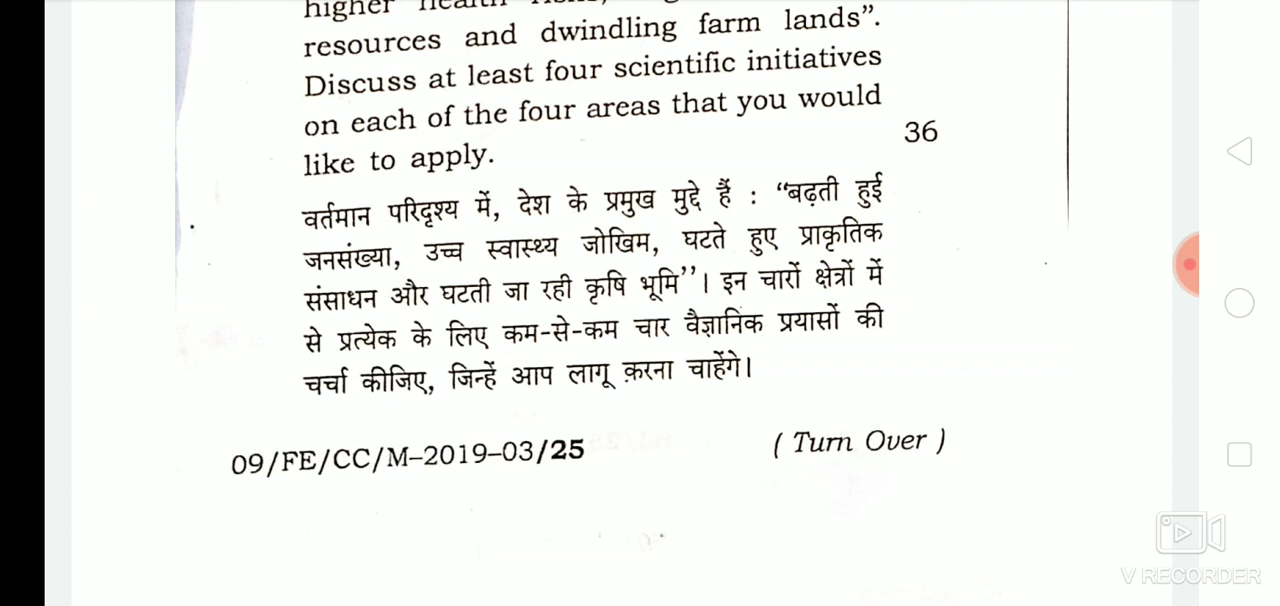 higher health
resources and dwindling farm lands”.
Discuss at least four scientific initiatives
on each of the four areas that you would
like to apply.
36
वर्तमान परिदृश्य में, देश के प्रमुख मुद्दे हैं : “बढ़ती हुई
जनसंख्या, उच्च स्वास्थ्य जोखिम, घटते हुए प्राकृतिक
संसाधन और घटती जा रही कृषि भूमि”। इन चारों क्षेत्रों में
से प्रत्येक के लिए कम-से-कम चार वैज्ञानिक प्रयासों की
चर्चा कीजिए, जिन्हें आप लागू करना चाहेंगे।
09/FE/CC/M–2019–03/25
( Turn Over )
V RECORDER